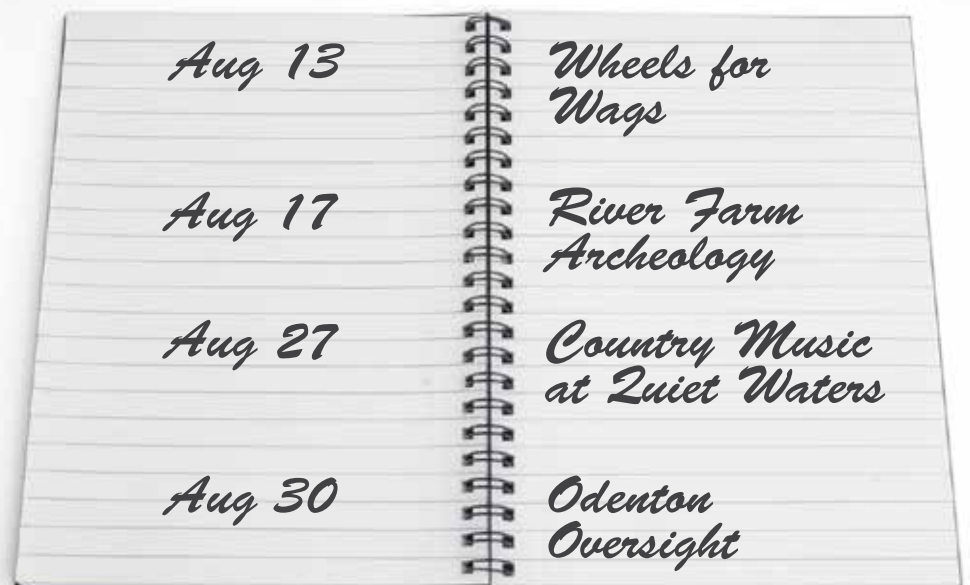 Aug 13
Wheels for
Wags
Aug 17
River Farm
Archeology
Aug 27
Country Music
at Quiet Waters
Aug 30
Odenton
Oversight